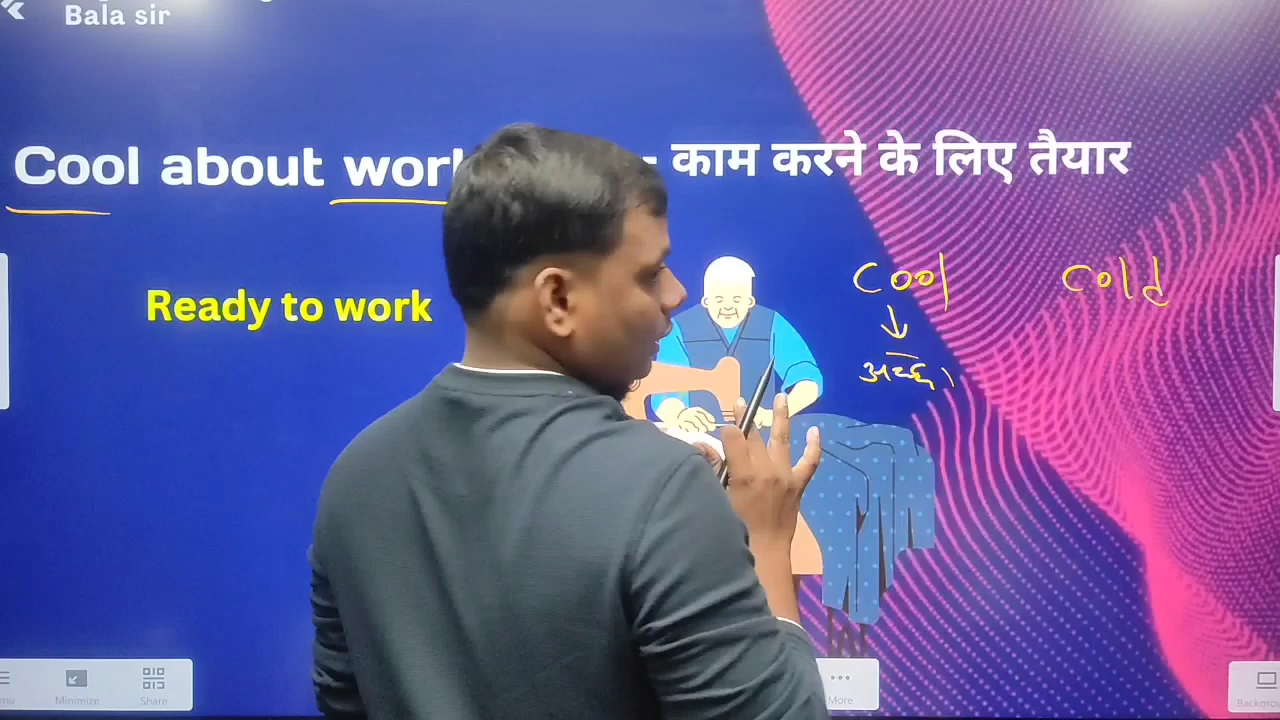 Bala sir
Cool about wor : काम करने के लिए तैयार
Ready to work
Cool Cold
अच्छा
Minimize
Share
More